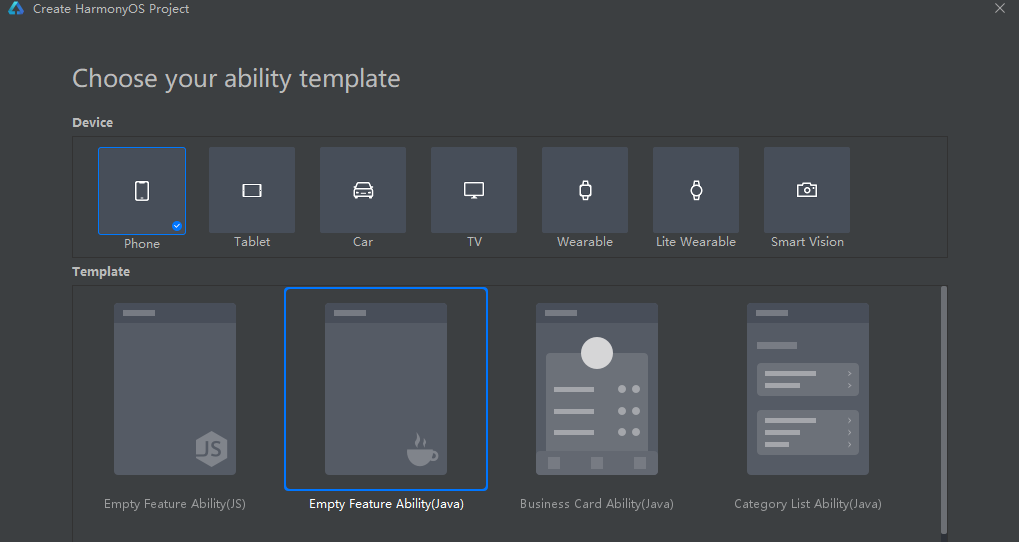 Create HarmonyOS Project
Choose your ability template
Device
Phone
Tablet
Car
TV
Wearable
Lite Wearable
Smart Vision
Template
JS
Empty Feature Ability(JS)
Empty Feature Ability(Java)
Business Card Ability(Java)
Category List Ability(Java)